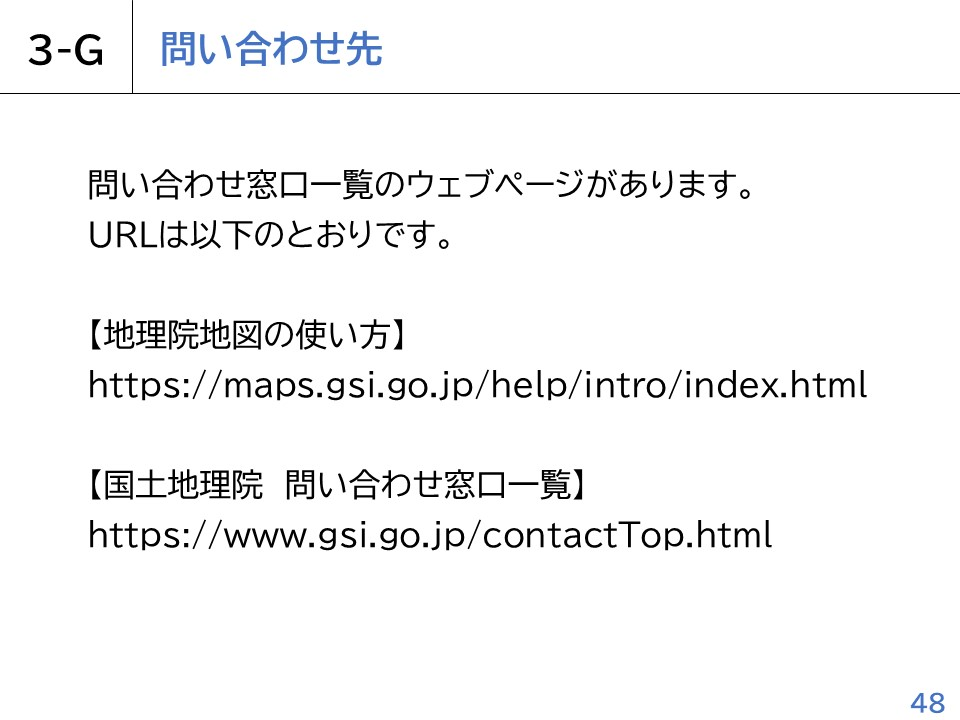 3-G
問い合わせ先
問い合わせ窓口一覧のウェブページがあります。
URLは以下のとおりです。
【地理院地図の使い方】
https://maps.gsi.go.jp/help/intro/index.html
【国土地理院　問い合わせ窓口一覧】
https://www.gsi.go.jp/contactTop.html
48